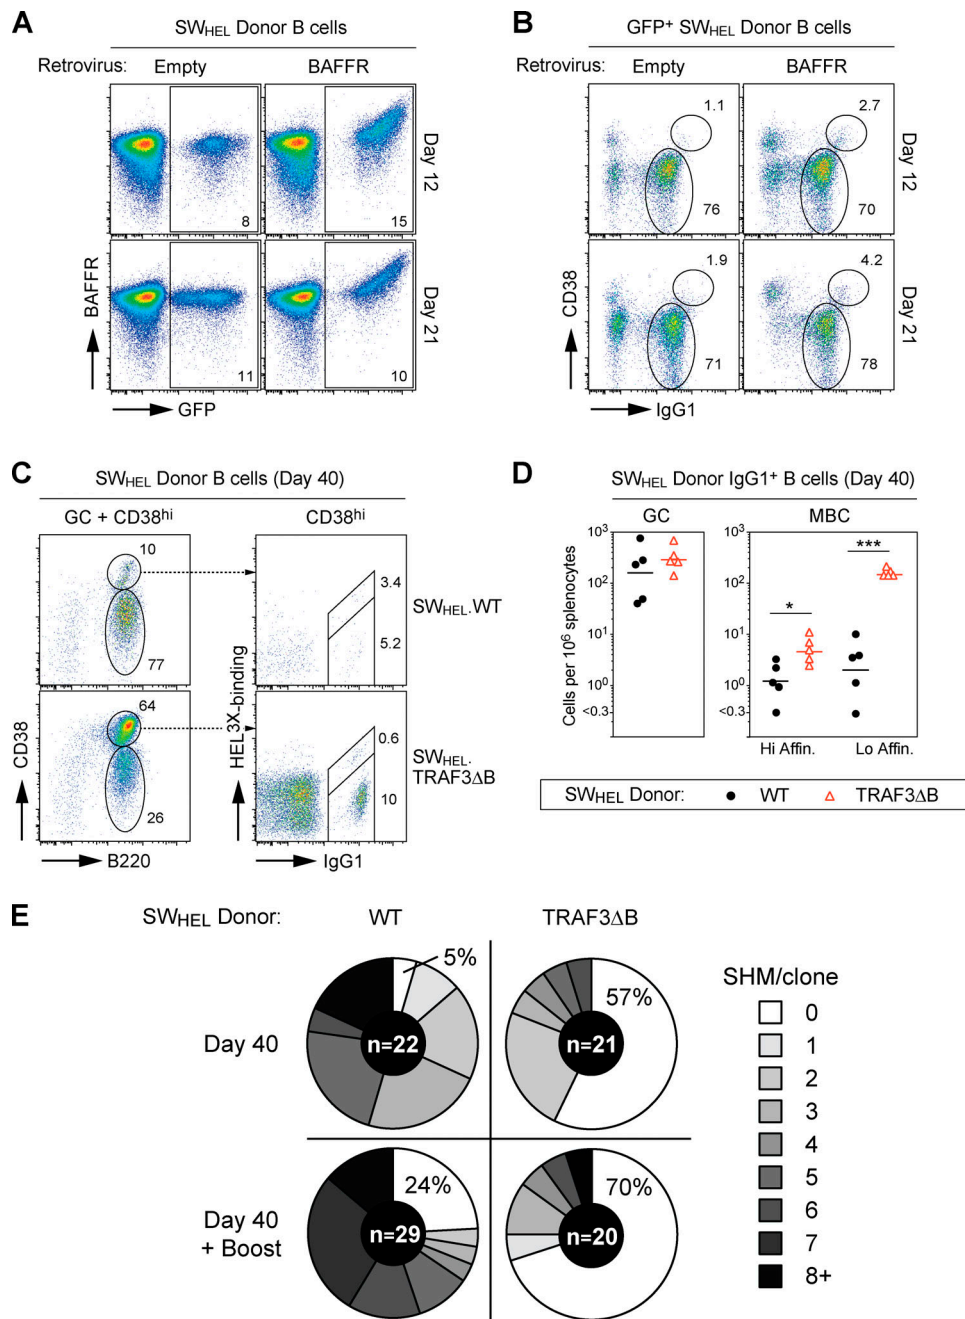 A
SWHEL Donor B cells
Retrovirus: Empty BAFFR
8
15
Day 12
11
10
Day 21
BAFFR
GFP
B
GFP+ SWHEL Donor B cells
Retrovirus: Empty BAFFR
1.1
76
2.7
70
Day 12
1.9
71
4.2
78
Day 21
CD38
IgG1
C
SWHEL Donor B cells (Day 40)
GC + CD38hi
CD38hi
10
77
3.4
5.2
SWHEL.WT
64
26
0.6
10
SWHEL.
TRAF3ΔB
CD38
B220
HEL3X-binding
IgG1
D
SWHEL Donor IgG1+ B cells (Day 40)
GC
MBC
Cells per 10⁶ splenocytes
10³
10²
10¹
10⁰
<0.3
10³
10²
10¹
10⁰
<0.3
*
***
Hi Affin.
Lo Affin.
SWHEL Donor: WT TRAF3ΔB
E
SWHEL Donor: WT TRAF3ΔB
Day 40
5%
n=22
57%
n=21
Day 40
+ Boost
24%
n=29
70%
n=20
SHM/clone
0
1
2
3
4
5
6
7
8+